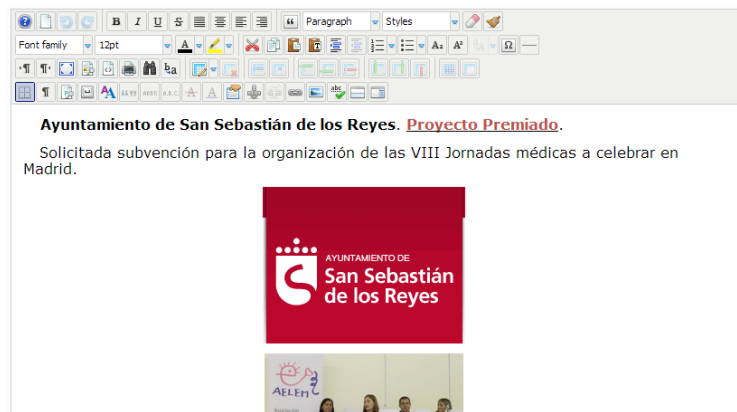 Paragraph Styles
Font family 12pt
Ayuntamiento de San Sebastián de los Reyes. Proyecto Premiado.
Solicitada subvención para la organización de las VIII Jornadas médicas a celebrar en
Madrid.
AYUNTAMIENTO DE
San Sebastián
de los Reyes
AELEM